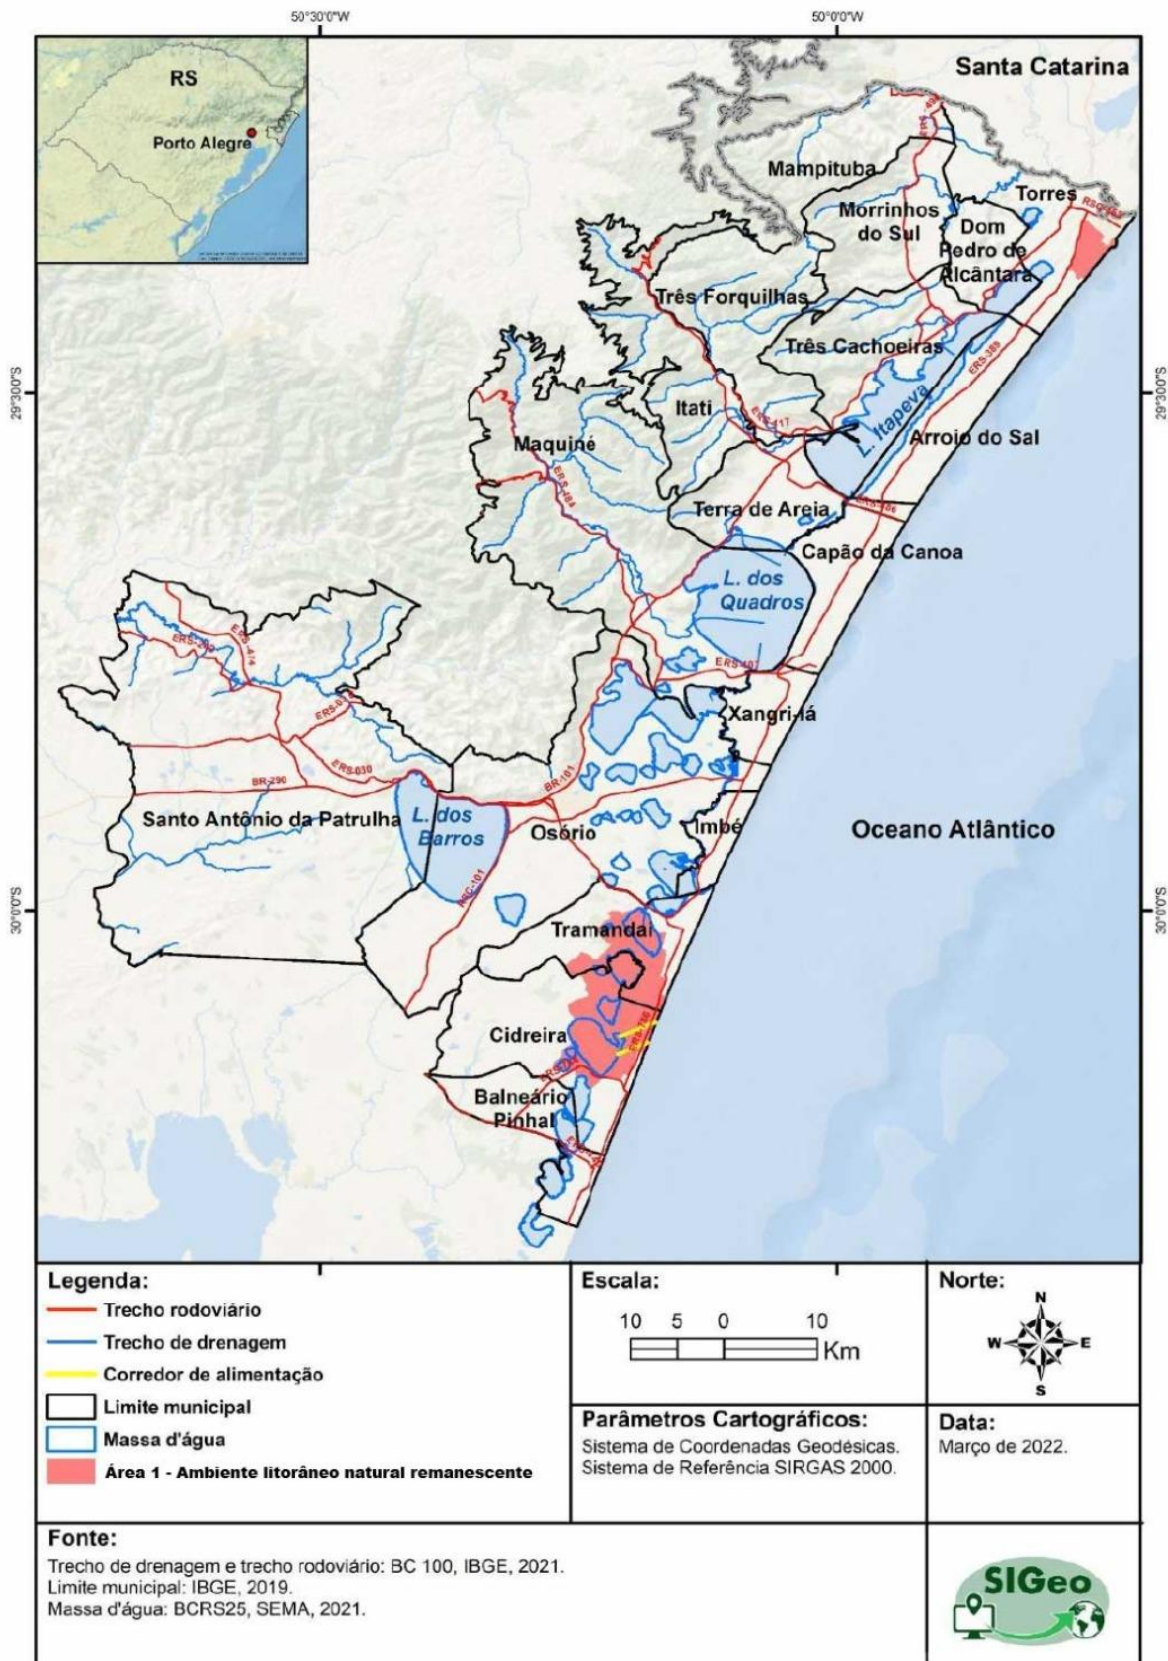 50°30'0"W
50°0'0"W
RS
Porto Alegre
Santa Catarina
Mampituba
Torres
Morrinhos
do Sul
Dom
Pedro de
Alcântara
Três Forquilhas
Três Cachoeiras
ERS-389
29°30'0"S
29°30'0"S
Itati
L. Itapeva
Maquiné
Arroio do Sal
ERS-484
Terra de Areia
Capão da Canoa
L. dos
Quadros
ERS-474
ERS-407
Xangri-lá
BR-101
ERS-030
BR-290
Santo Antônio da Patrulha
L. dos
Barros
Osório
Imbé
Oceano Atlântico
RSC-101
30°0'0"S
30°0'0"S
Tramandaí
Cidreira
ERS-786
Balneário
Pinhal
Legenda:
Trecho rodoviário
Trecho de drenagem
Corredor de alimentação
Limite municipal
Massa d'água
Área 1 - Ambiente litorâneo natural remanescente
Escala:
10 5 0 10
Km
Norte:
N
W E
S
Parâmetros Cartográficos:
Sistema de Coordenadas Geodésicas.
Sistema de Referência SIRGAS 2000.
Data:
Março de 2022.
Fonte:
Trecho de drenagem e trecho rodoviário: BC 100, IBGE, 2021.
Limite municipal: IBGE, 2019.
Massa d'água: BCRS25, SEMA, 2021.
SIGeo